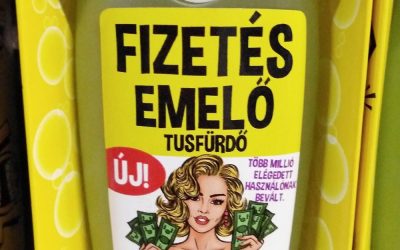 FIZETÉS
EMELŐ
TUSFÜRDŐ
ÚJ!
TÖBB MILLIÓ
ELÉGEDETT
HASZNÁLÓNAK
BEVÁLT.